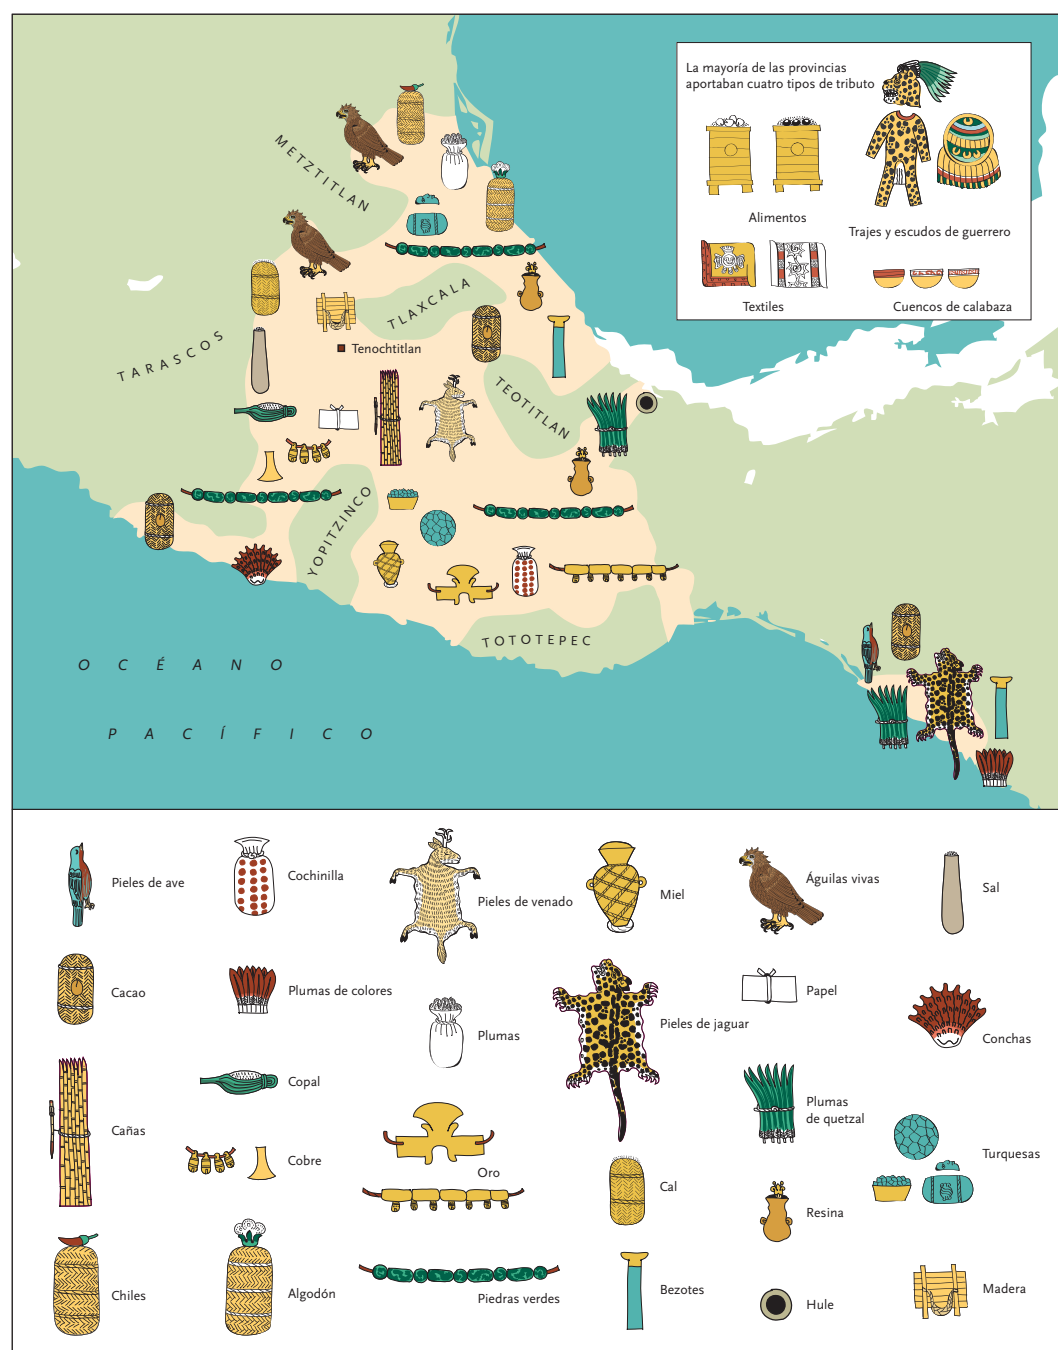 La mayoría de las provincias
aportaban cuatro tipos de tributo
Alimentos
Trajes y escudos de guerrero
Textiles
Cuencos de calabaza
METZTITLAN
TLAXCALA
TARASCOS
Tenochtitlan
TEOTITLAN
YOPITZINCO
TOTOTEPEC
OCÉANO
PACÍFICO
Pieles de ave
Cochinilla
Pieles de venado
Miel
Águilas vivas
Sal
Cacao
Plumas de colores
Plumas
Pieles de jaguar
Papel
Conchas
Cañas
Copal
Cobre
Oro
Cal
Plumas
de quetzal
Turquesas
Resina
Chiles
Algodón
Piedras verdes
Bezotes
Hule
Madera